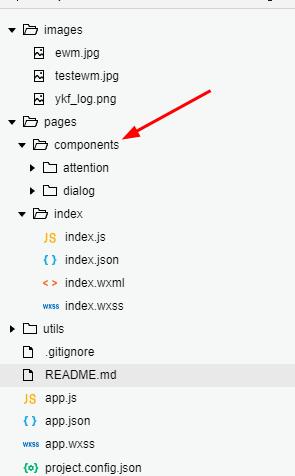 images
ewm.jpg
testewm.jpg
ykf_log.png
pages
components
attention
dialog
index
JS index.js
{ } index.json
< > index.wxml
wxss index.wxss
utils
.gitignore
README.md
JS app.js
{ } app.json
wxss app.wxss
{o} project.config.json